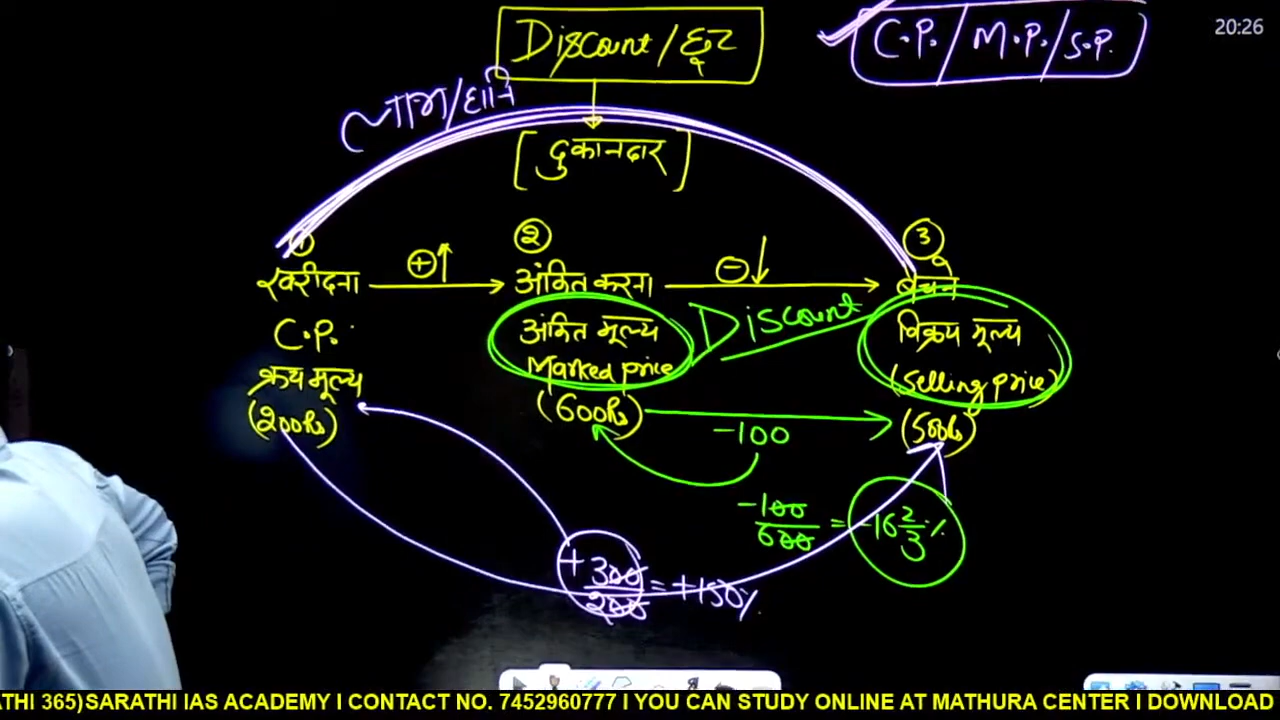 Discount / छूट
C.P. / M.P. / S.P.
20:26
लाभ/हानि
[दुकानदार]
① ② ③
खरीदना ⊕↑ अंकित करना ⊖↓ बेचने
C.P. अंकित मूल्य Discount विक्रय मूल्य
क्रय मूल्य Marked price (Selling price)
(200Rs) (600Rs) -100 (500Rs)
-100/600 = -16 2/3 %
+300/200 = +150%
ATHI 365)SARATHI IAS ACADEMY I CONTACT NO. 7452960777 I YOU CAN STUDY ONLINE AT MATHURA CENTER I DOWNLOAD